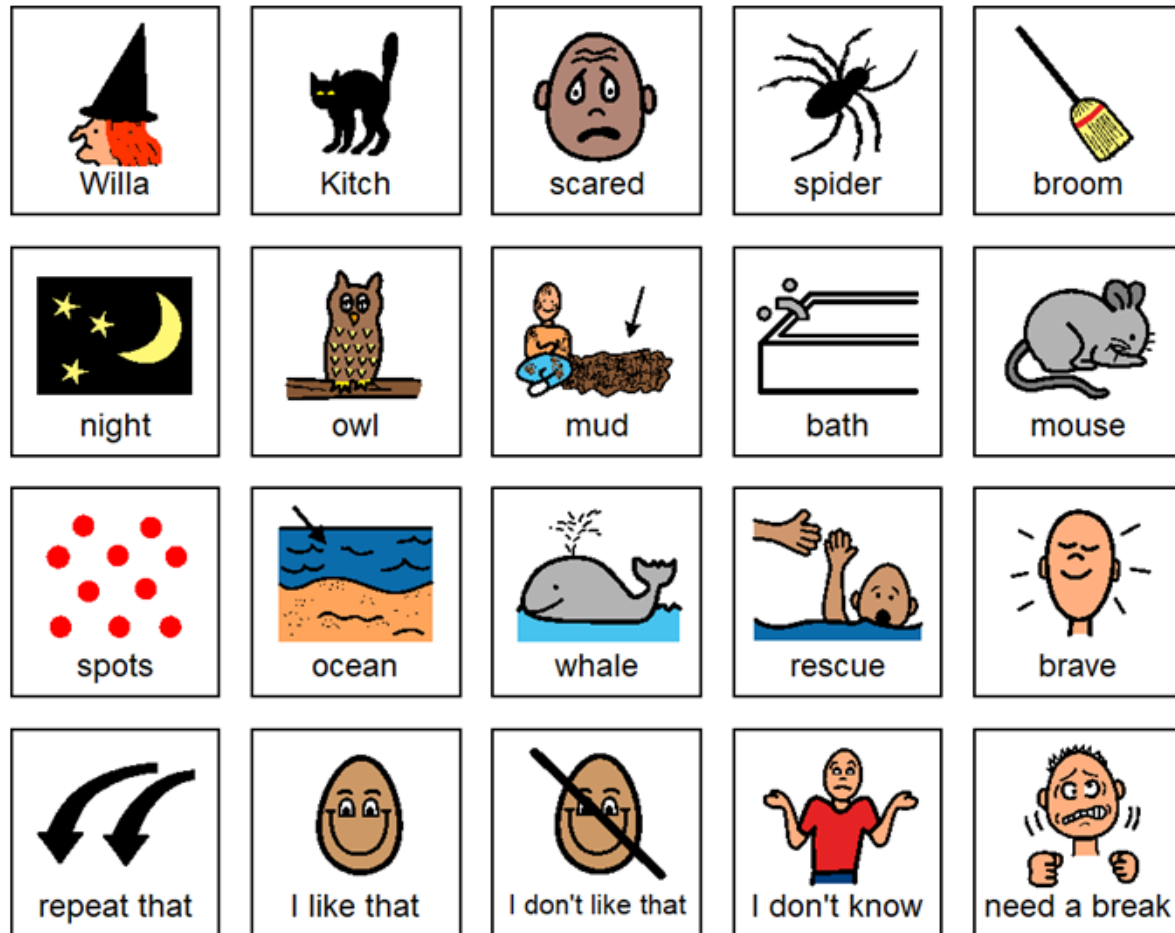 Willa
Kitch
scared
spider
broom
night
owl
mud
bath
mouse
spots
ocean
whale
rescue
brave
repeat that
I like that
I don't like that
I don't know
need a break